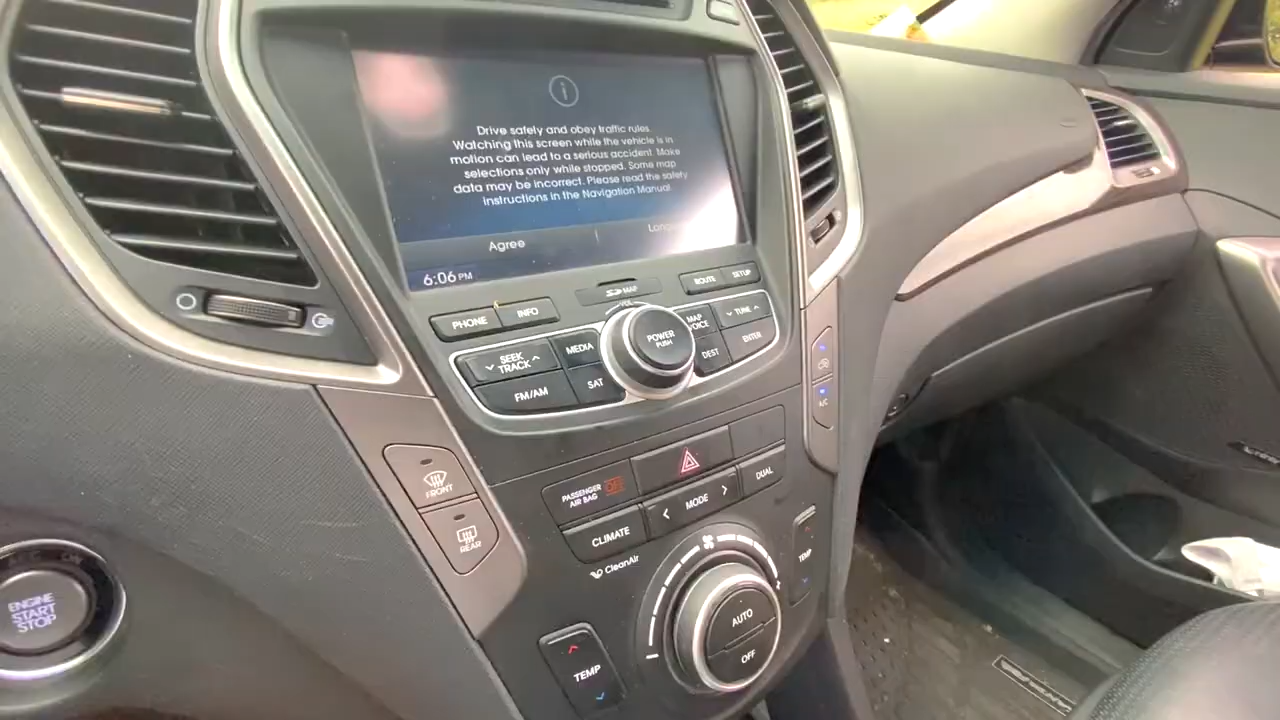 Drive safely and obey traffic rules.
Watching this screen while the vehicle is in
motion can lead to a serious accident. Make
selections only while stopped. Some map
data may be incorrect. Please read the safety
instructions in the Navigation Manual.
Agree
6:06 PM
MAP
ROUTE
SETUP
PHONE
INFO
VOL
SEEK
TRACK
MEDIA
POWER
PUSH
MAP
VOICE
TUNE
FM/AM
SAT
DEST
ENTER
A/C
FRONT
REAR
PASSENGER
AIR BAG
OFF
MODE
DUAL
CLIMATE
CleanAir
TEMP
AUTO
OFF
TEMP
ENGINE
START
STOP